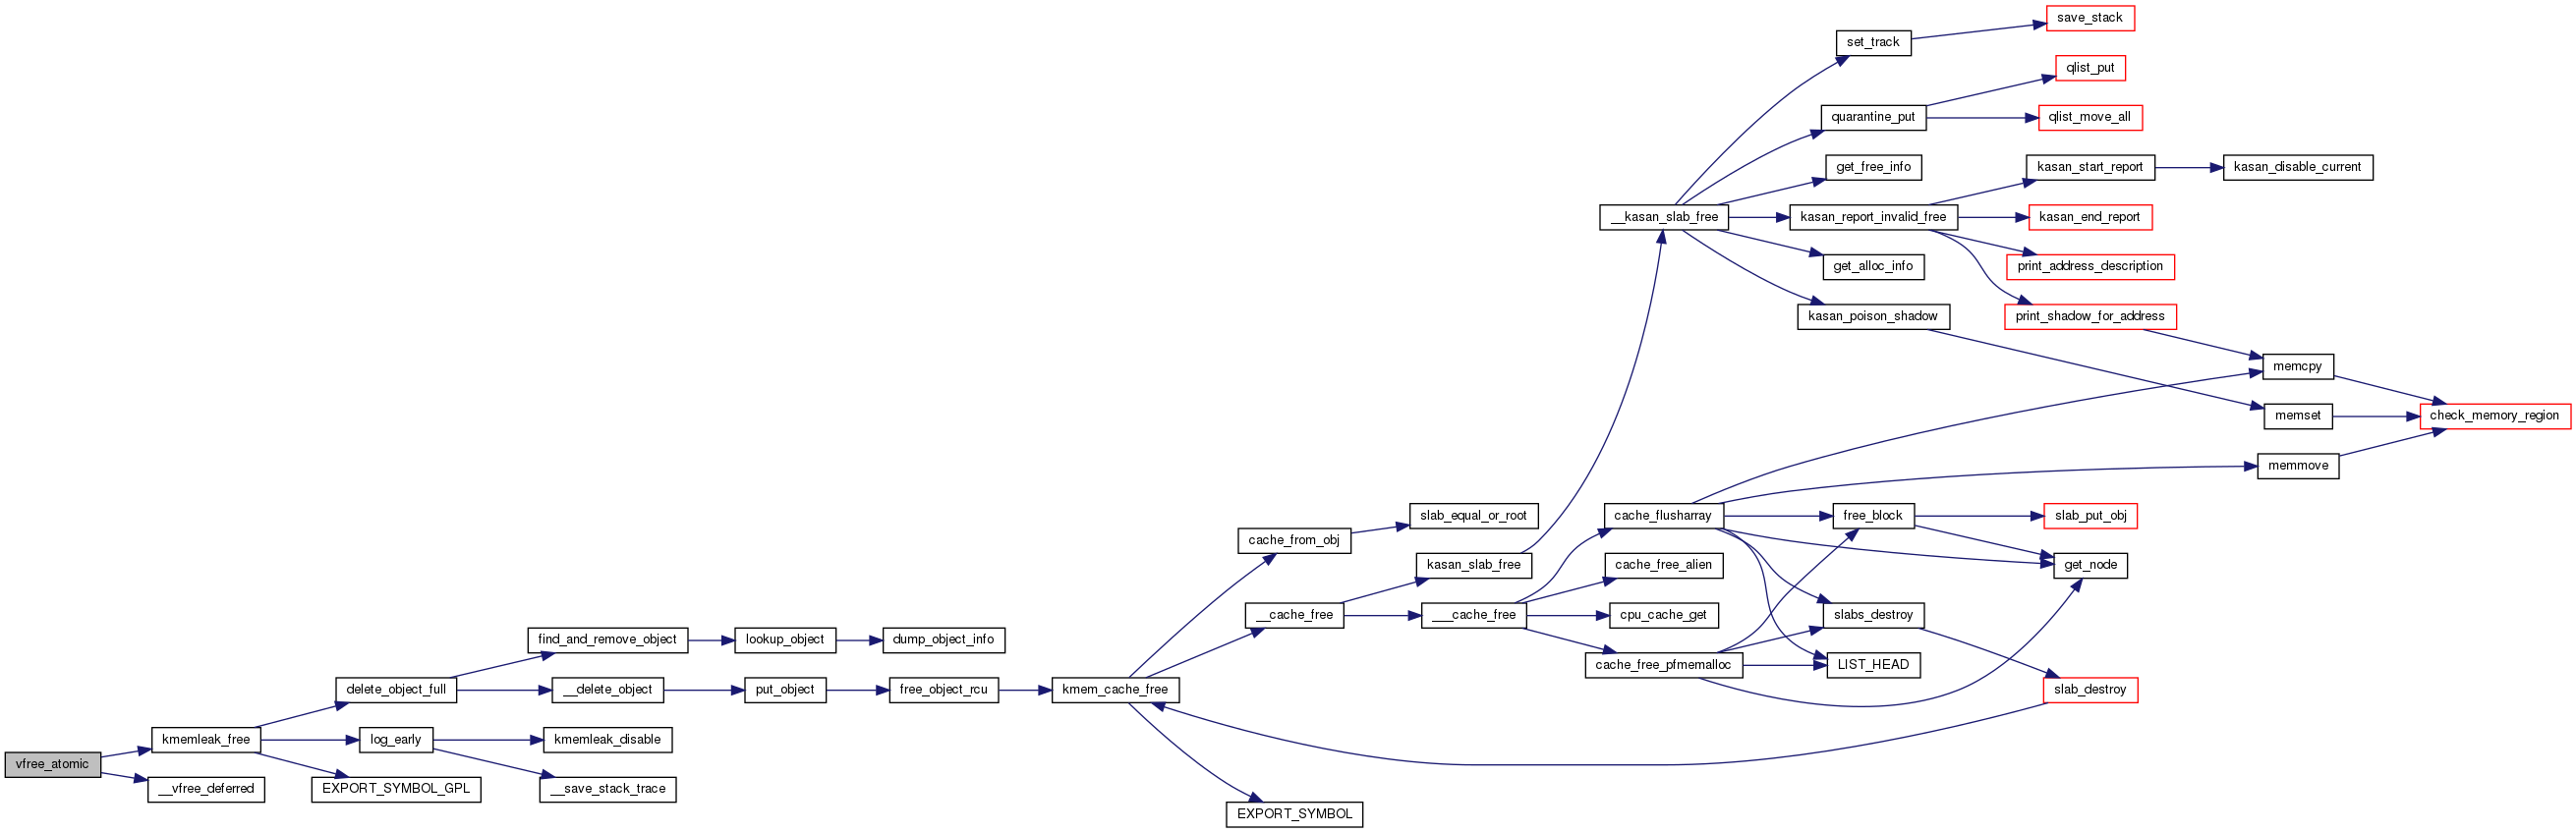 save_stack
set_track
qlist_put
quarantine_put
qlist_move_all
get_free_info
kasan_start_report
kasan_disable_current
__kasan_slab_free
kasan_report_invalid_free
kasan_end_report
get_alloc_info
print_address_description
kasan_poison_shadow
print_shadow_for_address
memcpy
memset
check_memory_region
memmove
slab_equal_or_root
cache_flusharray
free_block
slab_put_obj
cache_from_obj
kasan_slab_free
cache_free_alien
get_node
__cache_free
___cache_free
cpu_cache_get
slabs_destroy
find_and_remove_object
lookup_object
dump_object_info
cache_free_pfmemalloc
LIST_HEAD
delete_object_full
__delete_object
put_object
free_object_rcu
kmem_cache_free
slab_destroy
kmemleak_free
log_early
kmemleak_disable
vfree_atomic
__vfree_deferred
EXPORT_SYMBOL_GPL
__save_stack_trace
EXPORT_SYMBOL